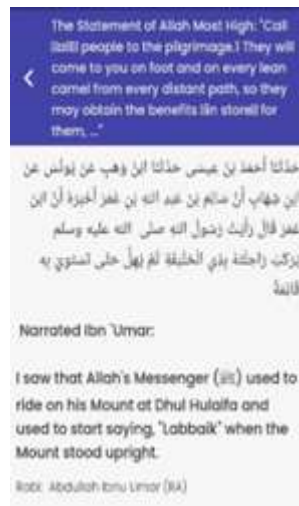 The Statement of Allah Most High: "Call
people to the pilgrimage.1 They will
come to you on foot and on every lean
camel from every distant path, so they
may obtain the benefits in storell for
them, ..."
حدثنا أحمد بن عيسى حدثنا ابن وهب عن يونس عن
ابن شهاب أن سالم بن عبد الله بن عمر أخبره أن ابن
عمر قال رأيت رسول الله صلى الله عليه وسلم
يركب راحلته بذي الحليفة ثم يهل حتى تستوي به
قائمة
Narrated Ibn 'Umar:
I saw that Allah's Messenger (ﷺ) used to
ride on his Mount at Dhul Hulaifa and
used to start saying, "Labbaik" when the
Mount stood upright.
Rabi: Abdullah Ibnu Umar (RA)